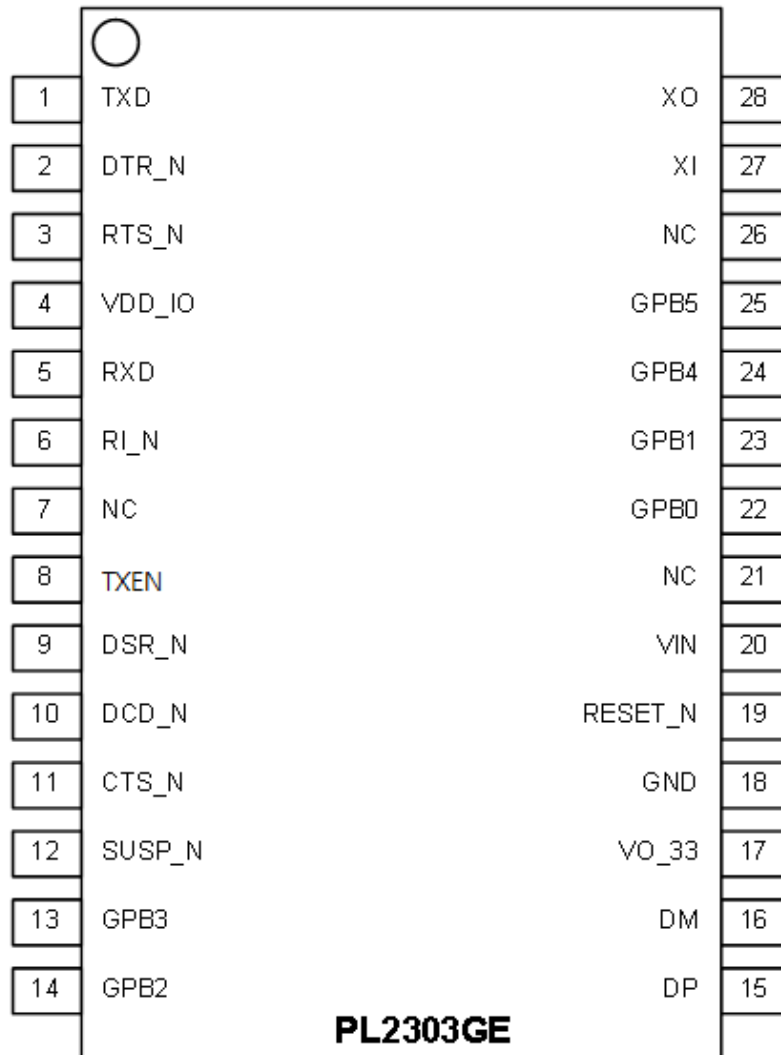 1 TXD XO 28
2 DTR_N XI 27
3 RTS_N NC 26
4 VDD_IO GPB5 25
5 RXD GPB4 24
6 RI_N GPB1 23
7 NC GPB0 22
8 TXEN NC 21
9 DSR_N VIN 20
10 DCD_N RESET_N 19
11 CTS_N GND 18
12 SUSP_N VO_33 17
13 GPB3 DM 16
14 GPB2 DP 15
PL2303GE